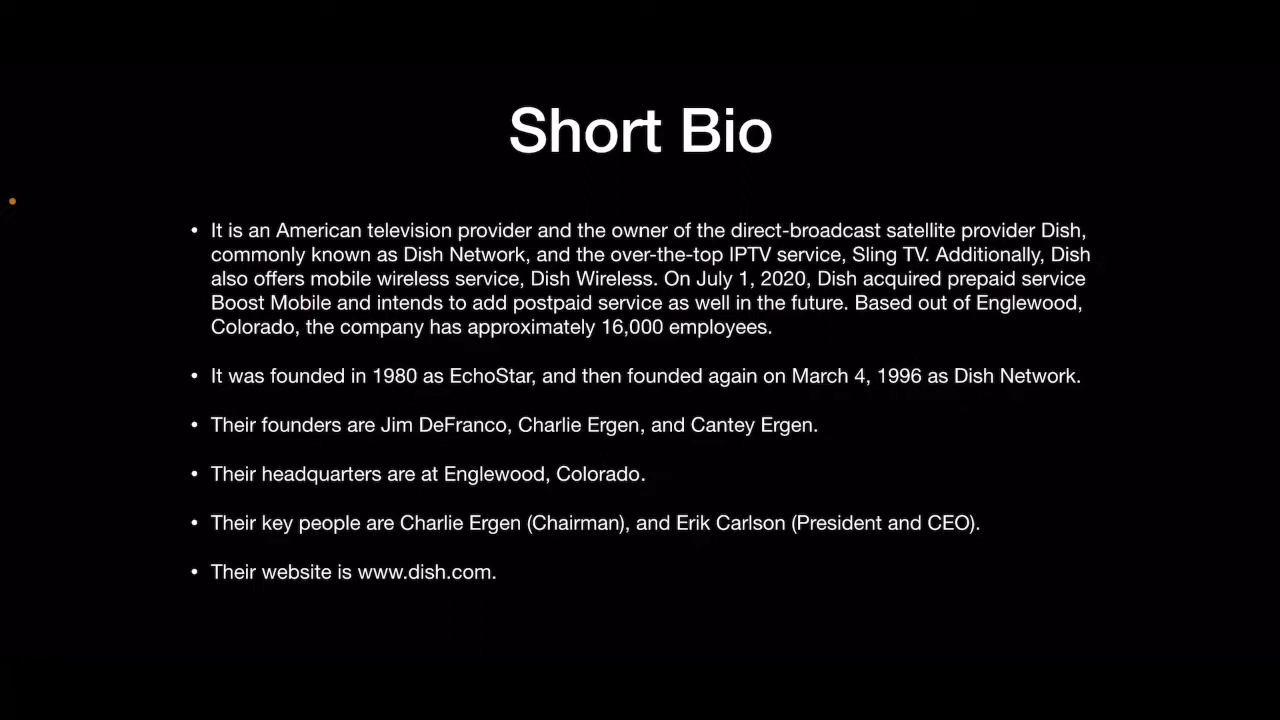 Short Bio
• It is an American television provider and the owner of the direct-broadcast satellite provider Dish,
commonly known as Dish Network, and the over-the-top IPTV service, Sling TV. Additionally, Dish
also offers mobile wireless service, Dish Wireless. On July 1, 2020, Dish acquired prepaid service
Boost Mobile and intends to add postpaid service as well in the future. Based out of Englewood,
Colorado, the company has approximately 16,000 employees.
• It was founded in 1980 as EchoStar, and then founded again on March 4, 1996 as Dish Network.
• Their founders are Jim DeFranco, Charlie Ergen, and Cantey Ergen.
• Their headquarters are at Englewood, Colorado.
• Their key people are Charlie Ergen (Chairman), and Erik Carlson (President and CEO).
• Their website is www.dish.com.